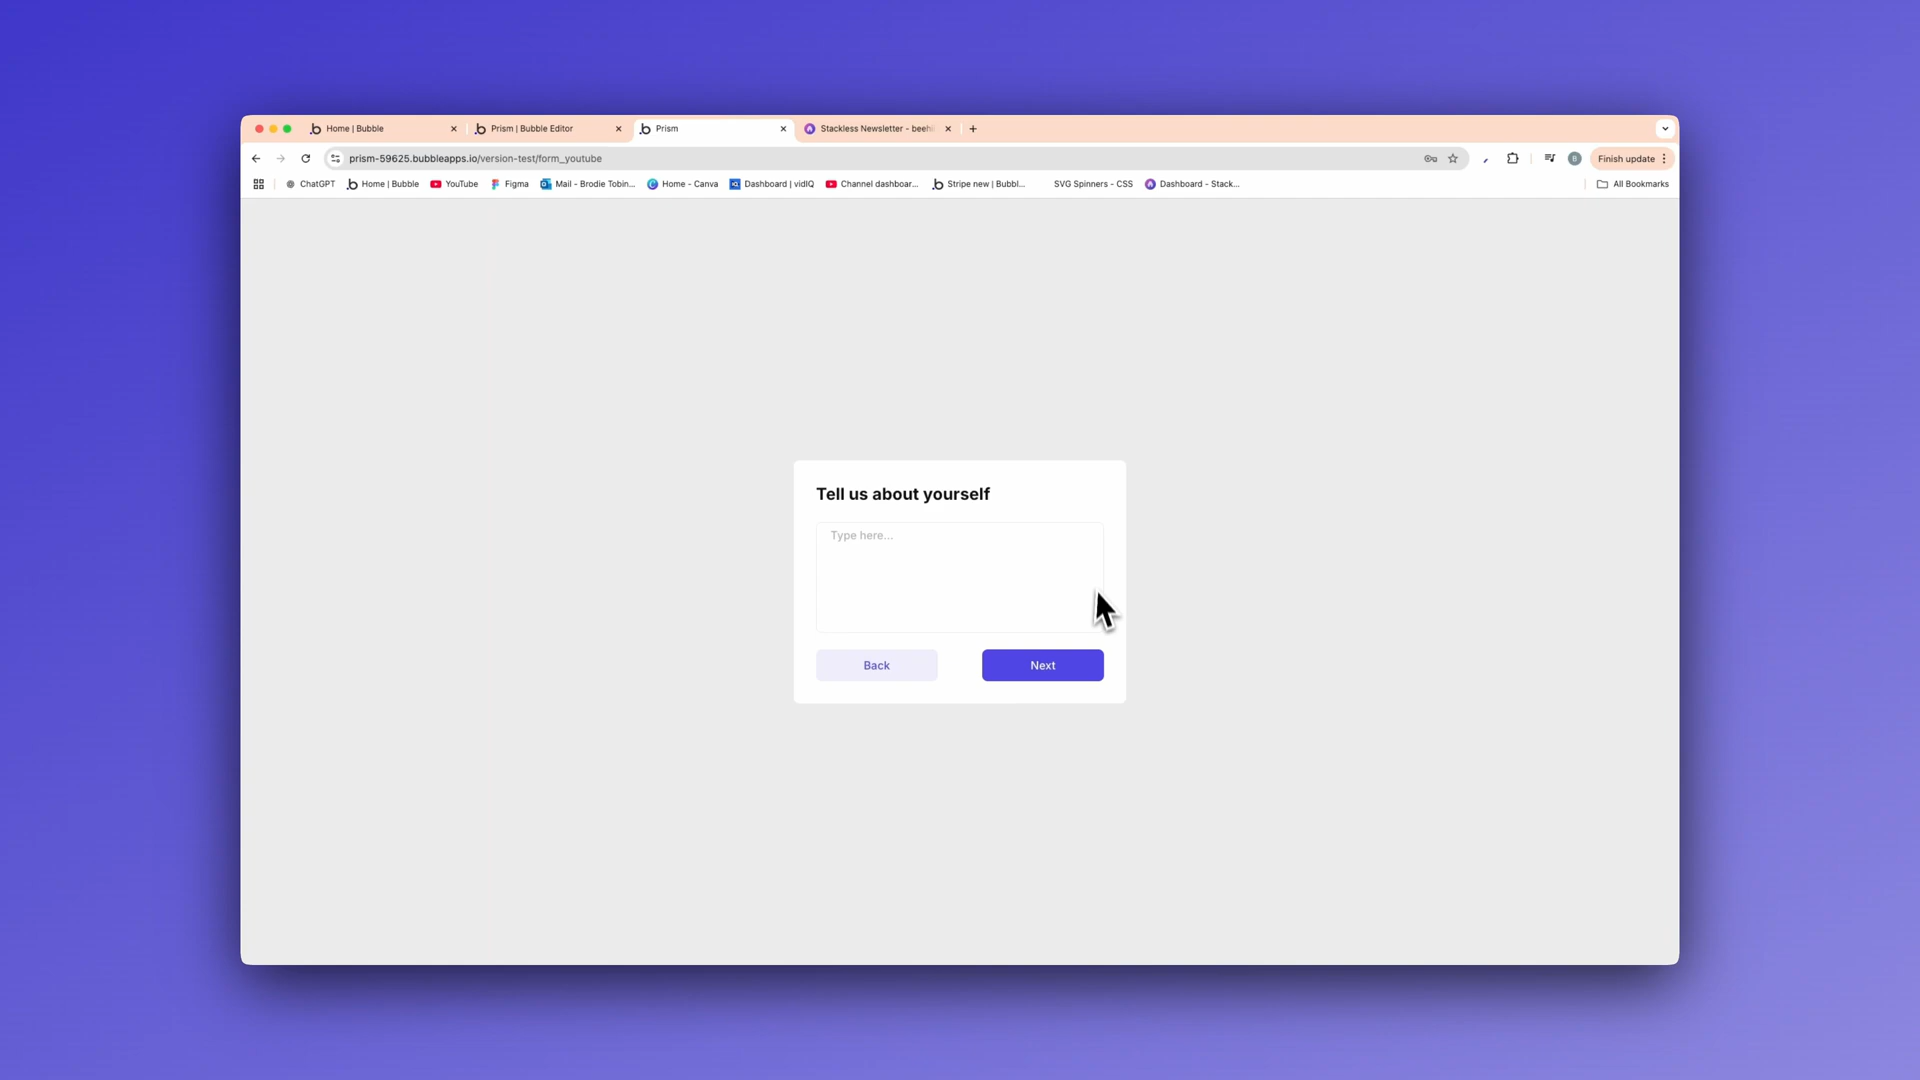 Home | Bubble
Prism | Bubble Editor
Prism
Stackless Newsletter - beehi
prism-59625.bubbleapps.io/version-test/form_youtube
B
Finish update
ChatGPT
Home | Bubble
YouTube
Figma
Mail - Brodie Tobin...
Home - Canva
Dashboard | vidIQ
Channel dashboar...
Stripe new | Bubbl...
SVG Spinners - CSS
Dashboard - Stack...
All Bookmarks
Tell us about yourself
Type here...
Back
Next